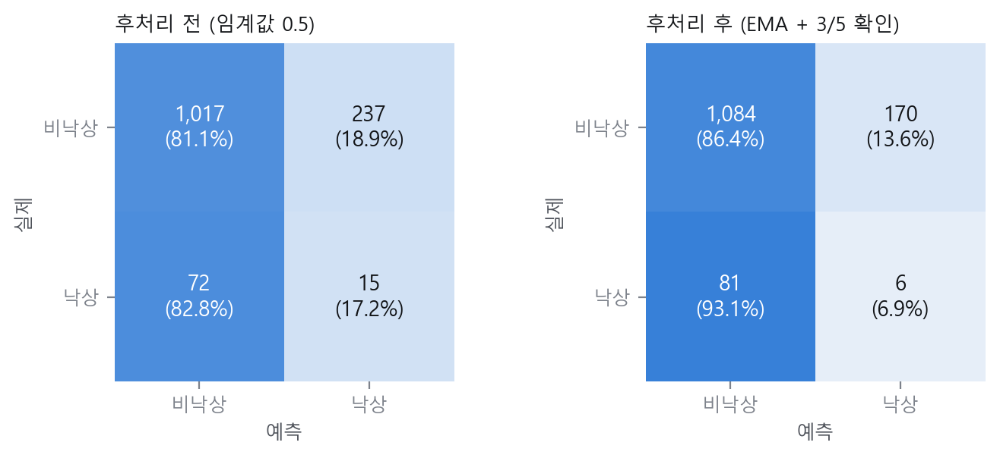 후처리 전 (임계값 0.5)
비낙상
1,017
(81.1%)
237
(18.9%)
실제
낙상
72
(82.8%)
15
(17.2%)
비낙상
낙상
예측
후처리 후 (EMA + 3/5 확인)
비낙상
1,084
(86.4%)
170
(13.6%)
실제
낙상
81
(93.1%)
6
(6.9%)
비낙상
낙상
예측